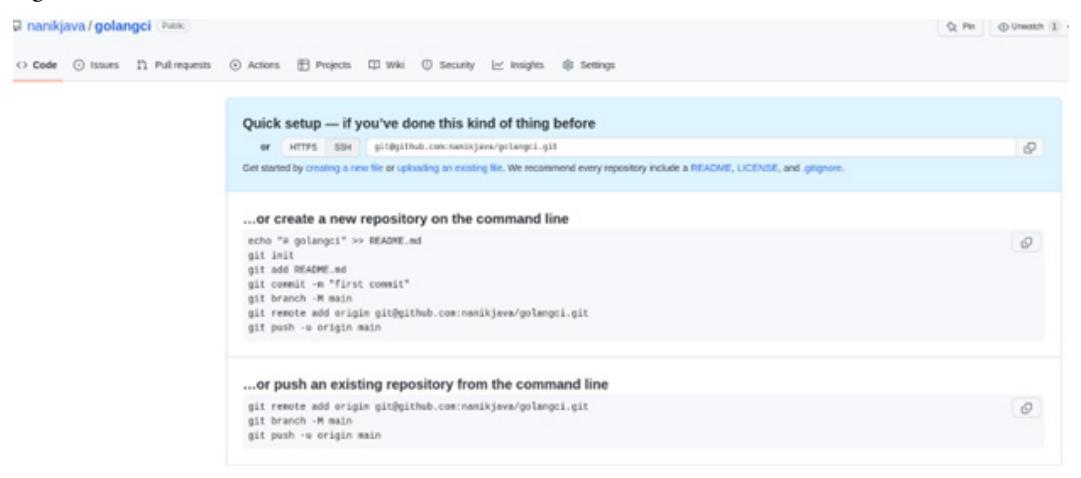 nanikjava / golangci Public
Pin
Unwatch 1
Code Issues Pull requests Actions Projects Wiki Security Insights Settings
Quick setup — if you've done this kind of thing before
or HTTPS SSH git@github.com:nanikjava/golangci.git
Get started by creating a new file or uploading an existing file. We recommend every repository include a README, LICENSE, and .gitignore.
…or create a new repository on the command line
echo "# golangci" >> README.md
git init
git add README.md
git commit -m "first commit"
git branch -M main
git remote add origin git@github.com:nanikjava/golangci.git
git push -u origin main
…or push an existing repository from the command line
git remote add origin git@github.com:nanikjava/golangci.git
git branch -M main
git push -u origin main